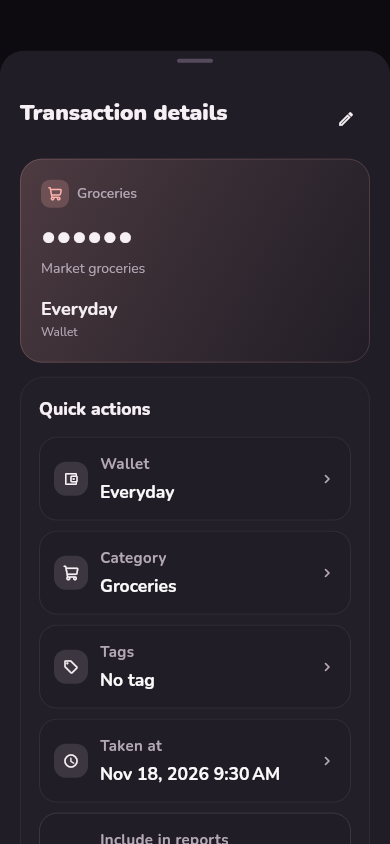 Transaction details
Groceries
●●●●●●
Market groceries
Everyday
Wallet
Quick actions
Wallet
Everyday
Category
Groceries
Tags
No tag
Taken at
Nov 18, 2026 9:30 AM
Include in reports